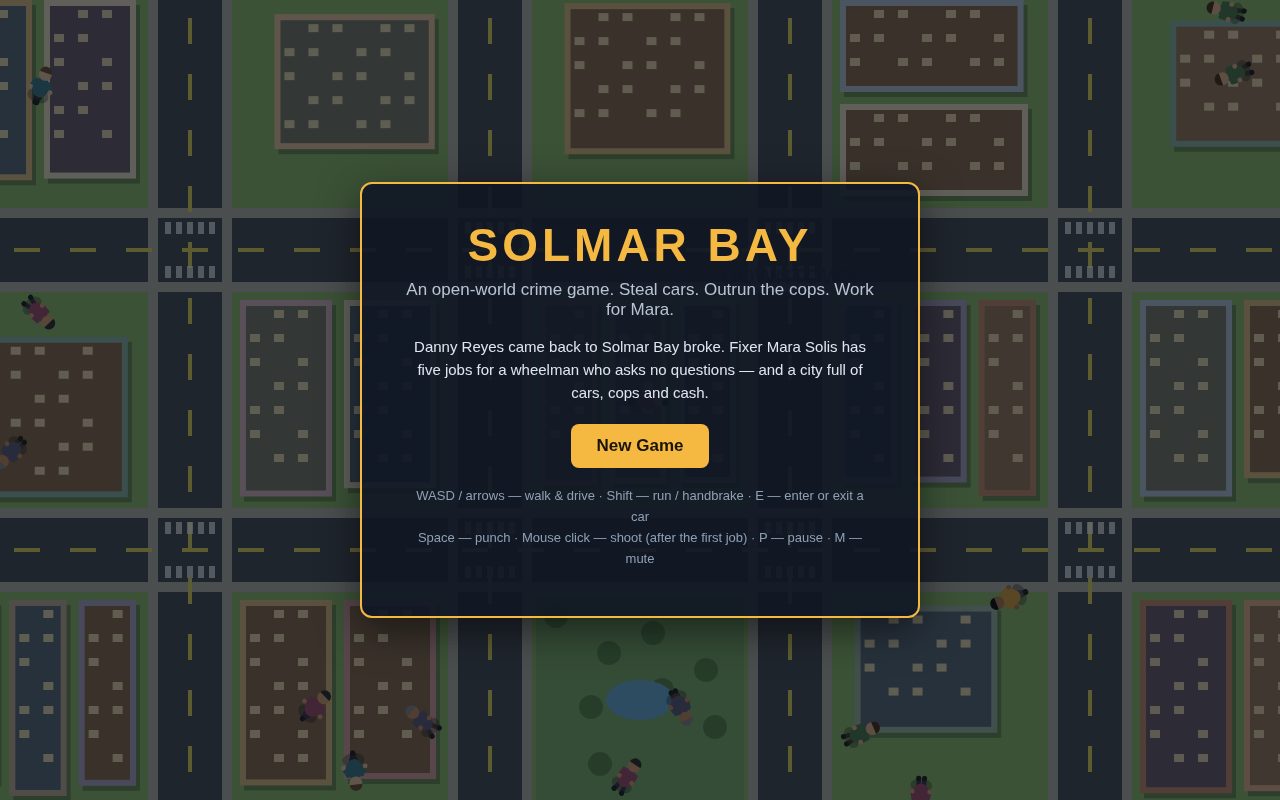 SOLMAR BAY
An open-world crime game. Steal cars. Outrun the cops. Work
for Mara.
Danny Reyes came back to Solmar Bay broke. Fixer Mara Solis has
five jobs for a wheelman who asks no questions — and a city full of
cars, cops and cash.
New Game
WASD / arrows — walk & drive · Shift — run / handbrake · E — enter or exit a
car
Space — punch · Mouse click — shoot (after the first job) · P — pause · M —
mute